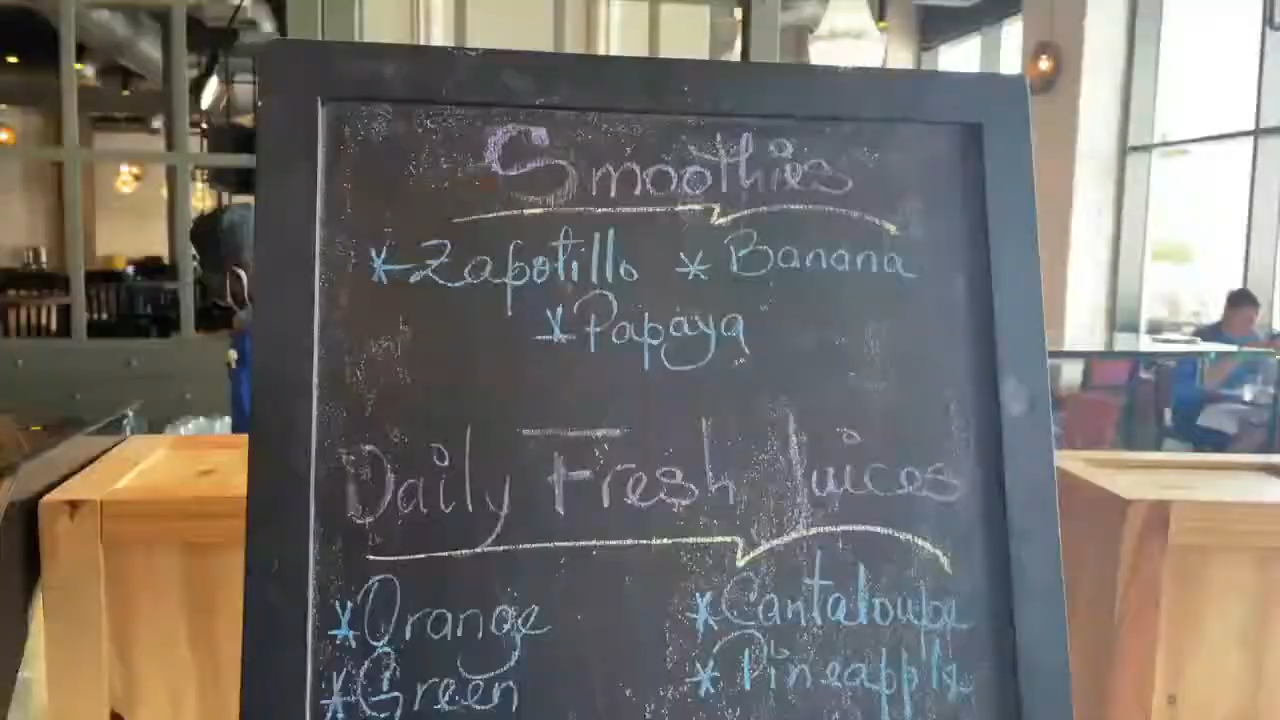 Smoothies
*Zapotillo *Banana
*Papaya
Daily Fresh Juices
*Orange *Cantaloupe
*Green *Pineapple